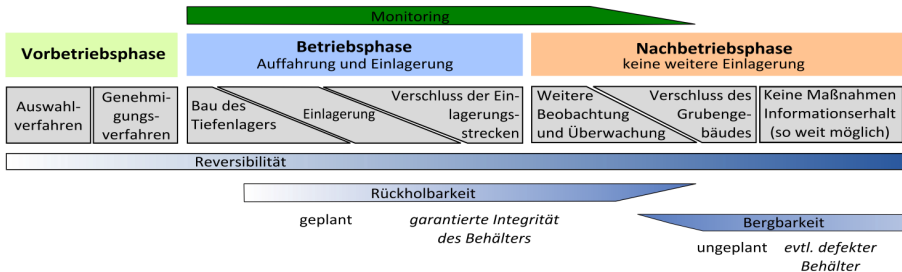 Monitoring
Vorbetriebsphase
Betriebsphase
Auffahrung und Einlagerung
Nachbetriebsphase
keine weitere Einlagerung
Auswahl-
verfahren
Genehmi-
gungs-
verfahren
Bau des
Tiefenlagers
Einlagerung
Verschluss der Ein-
lagerungs-
strecken
Weitere
Beobachtung
und Überwachung
Verschluss des
Grubenge-
bäudes
Keine Maßnahmen
Informationserhalt
(so weit möglich)
Reversibilität
Rückholbarkeit
geplant
garantierte Integrität
des Behälters
Bergbarkeit
ungeplant
evtl. defekter
Behälter